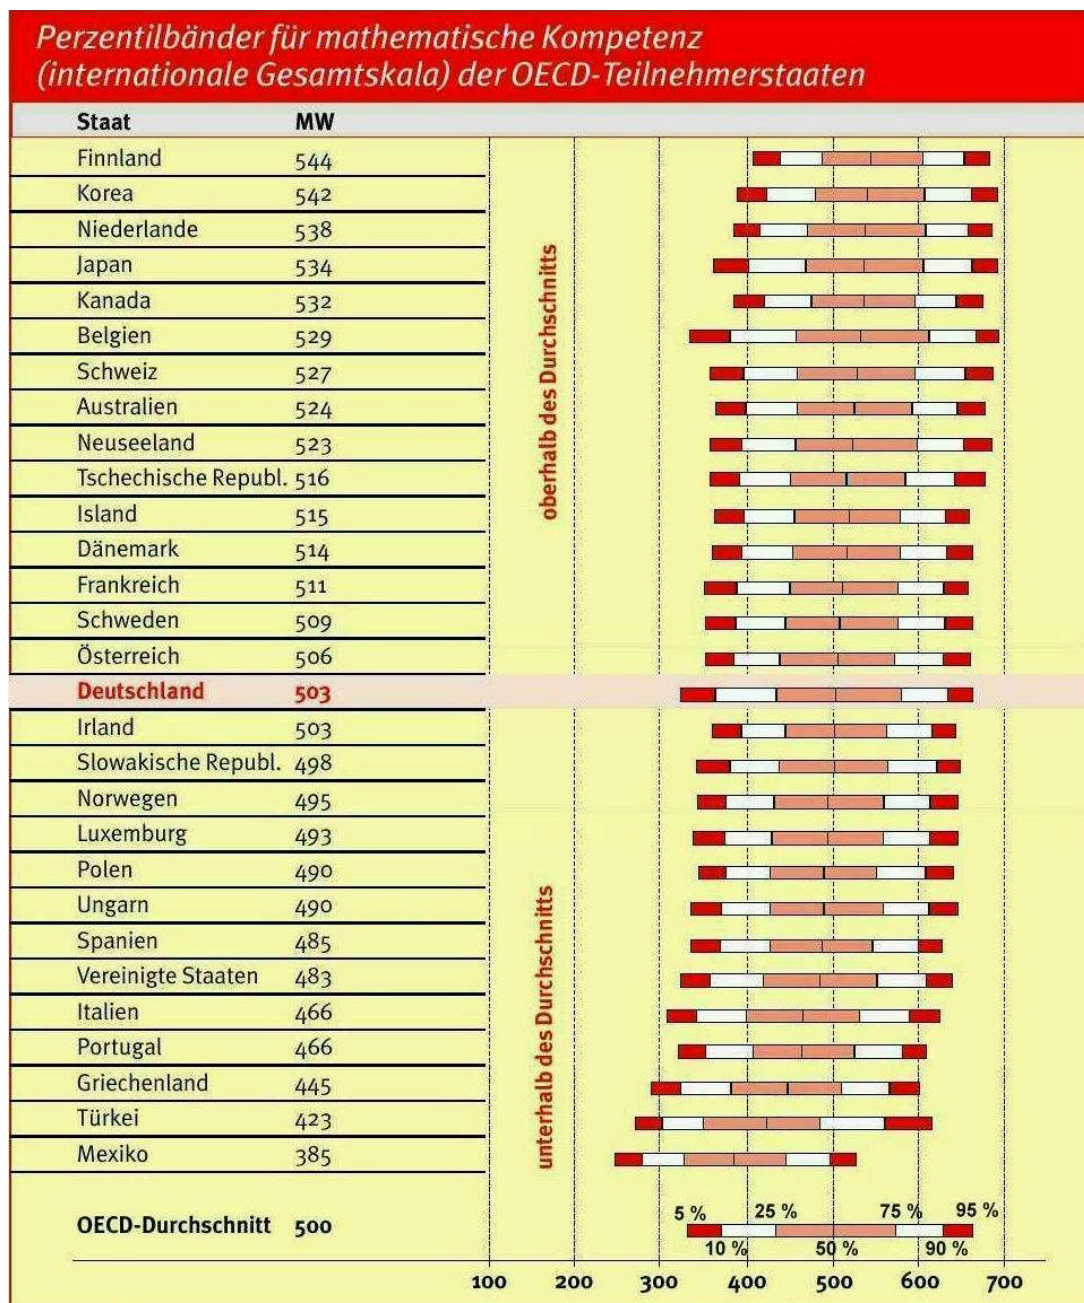 Perzentilbänder für mathematische Kompetenz
(internationale Gesamtskala) der OECD-Teilnehmerstaaten
Staat MW
Finnland 544
Korea 542
Niederlande 538
Japan 534
Kanada 532
Belgien 529
Schweiz 527
Australien 524
Neuseeland 523
Tschechische Republ. 516
Island 515
Dänemark 514
Frankreich 511
Schweden 509
Österreich 506
oberhalb des Durchschnitts
Deutschland 503
Irland 503
Slowakische Republ. 498
Norwegen 495
Luxemburg 493
Polen 490
Ungarn 490
Spanien 485
Vereinigte Staaten 483
Italien 466
Portugal 466
Griechenland 445
Türkei 423
Mexiko 385
unterhalb des Durchschnitts
OECD-Durchschnitt 500
5 % 25 % 75 % 95 %
10 % 50 % 90 %
100 200 300 400 500 600 700